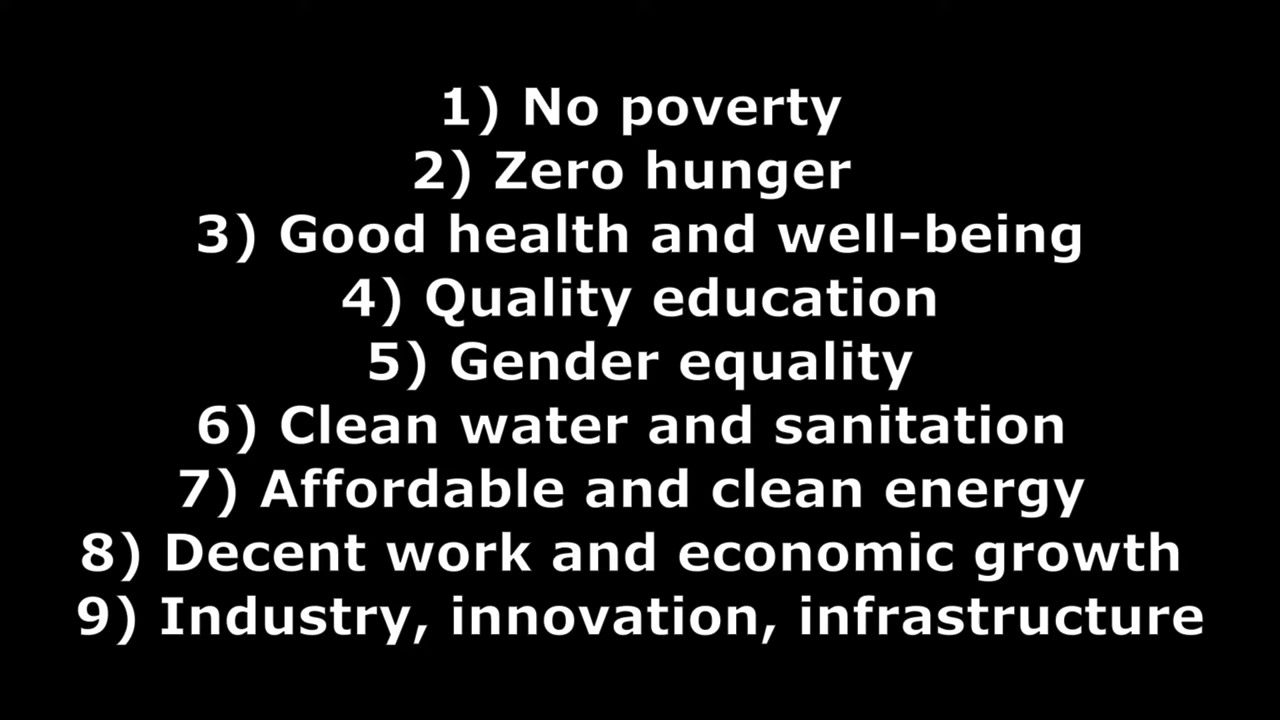 1) No poverty
2) Zero hunger
3) Good health and well-being
4) Quality education
5) Gender equality
6) Clean water and sanitation
7) Affordable and clean energy
8) Decent work and economic growth
9) Industry, innovation, infrastructure